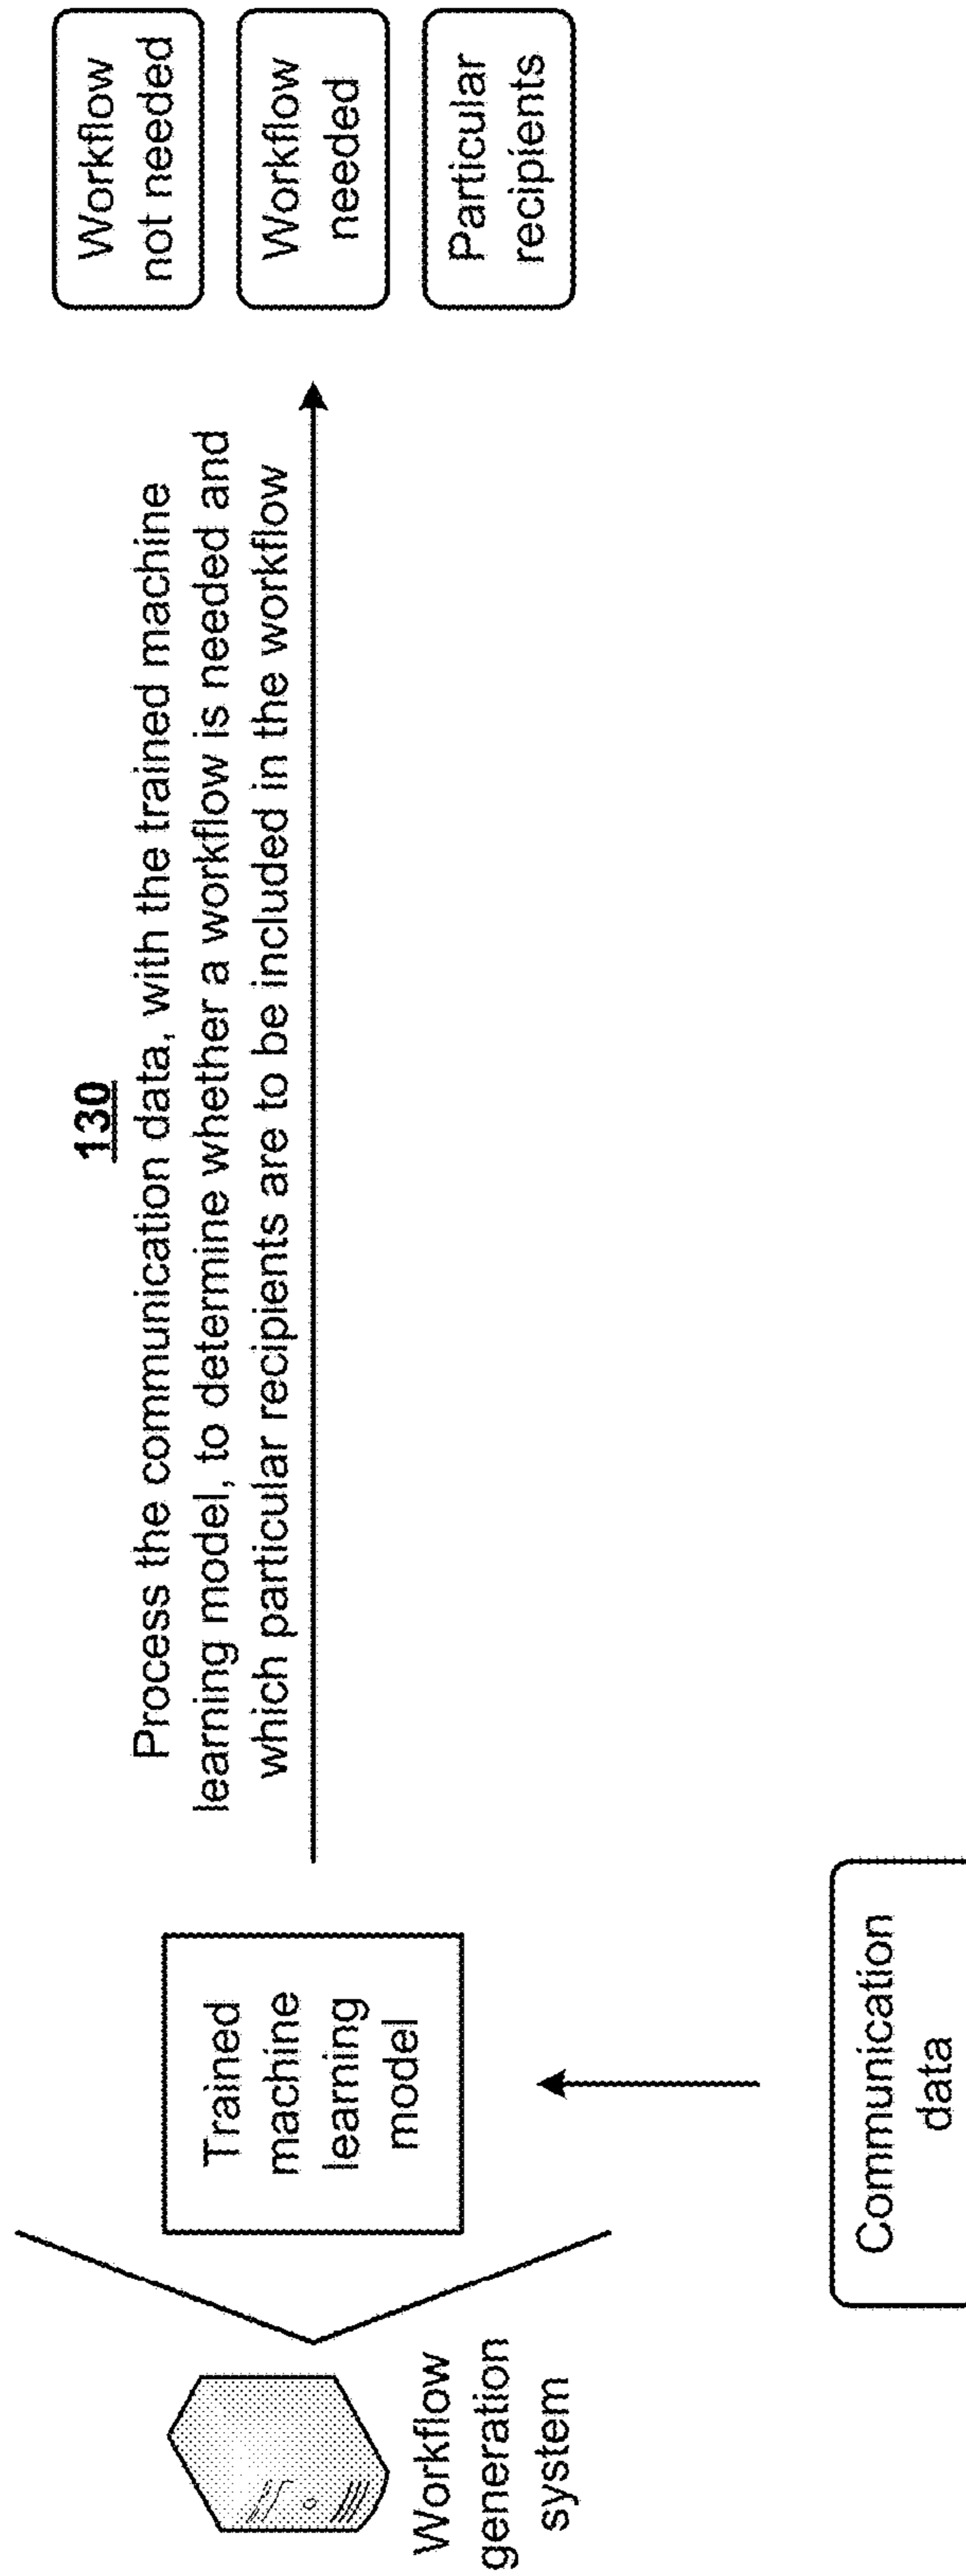 130
Process the communication data, with the trained machine
learning model, to determine whether a workflow is needed and
which particular recipients are to be included in the workflow
Workflow
generation
system
Trained
machine
learning
model
Communication
data
Workflow
not needed
Workflow
needed
Particular
recipients